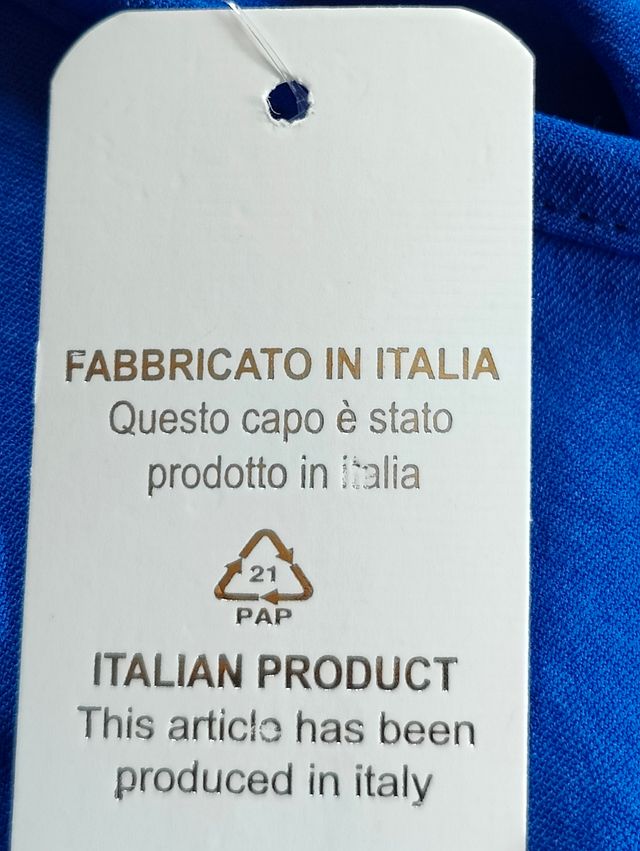 FABBRICATO IN ITALIA
Questo capo è stato
prodotto in italia
21
PAP
ITALIAN PRODUCT
This article has been
produced in italy